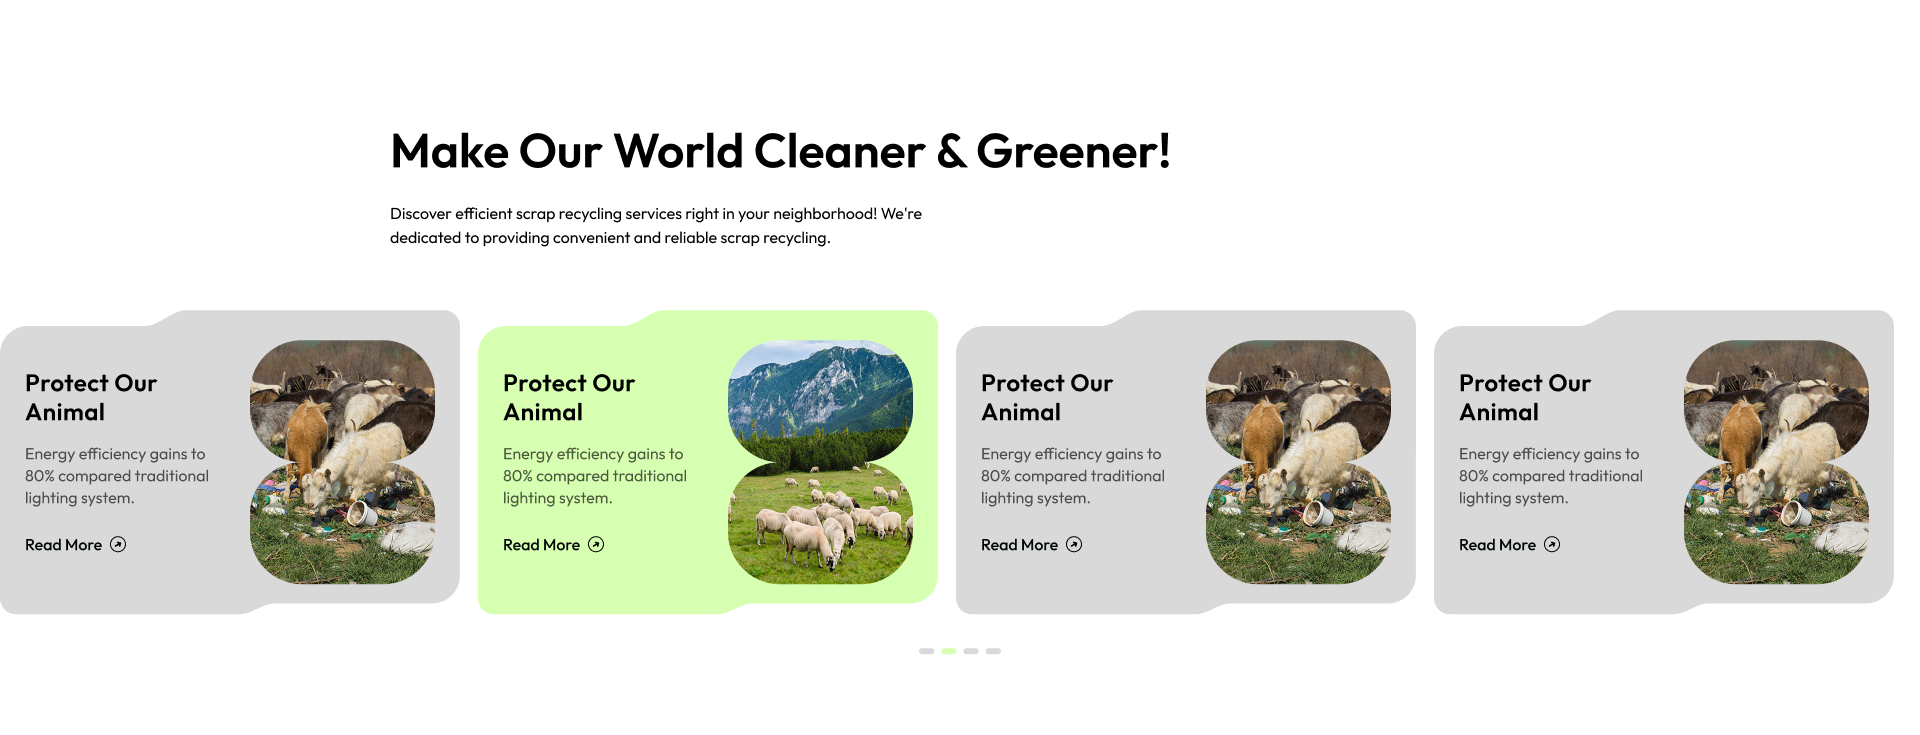 Make Our World Cleaner & Greener!
Discover efficient scrap recycling services right in your neighborhood! We're
dedicated to providing convenient and reliable scrap recycling.
Protect Our
Animal
Energy efficiency gains to
80% compared traditional
lighting system.
Read More
Protect Our
Animal
Energy efficiency gains to
80% compared traditional
lighting system.
Read More
Protect Our
Animal
Energy efficiency gains to
80% compared traditional
lighting system.
Read More
Protect Our
Animal
Energy efficiency gains to
80% compared traditional
lighting system.
Read More